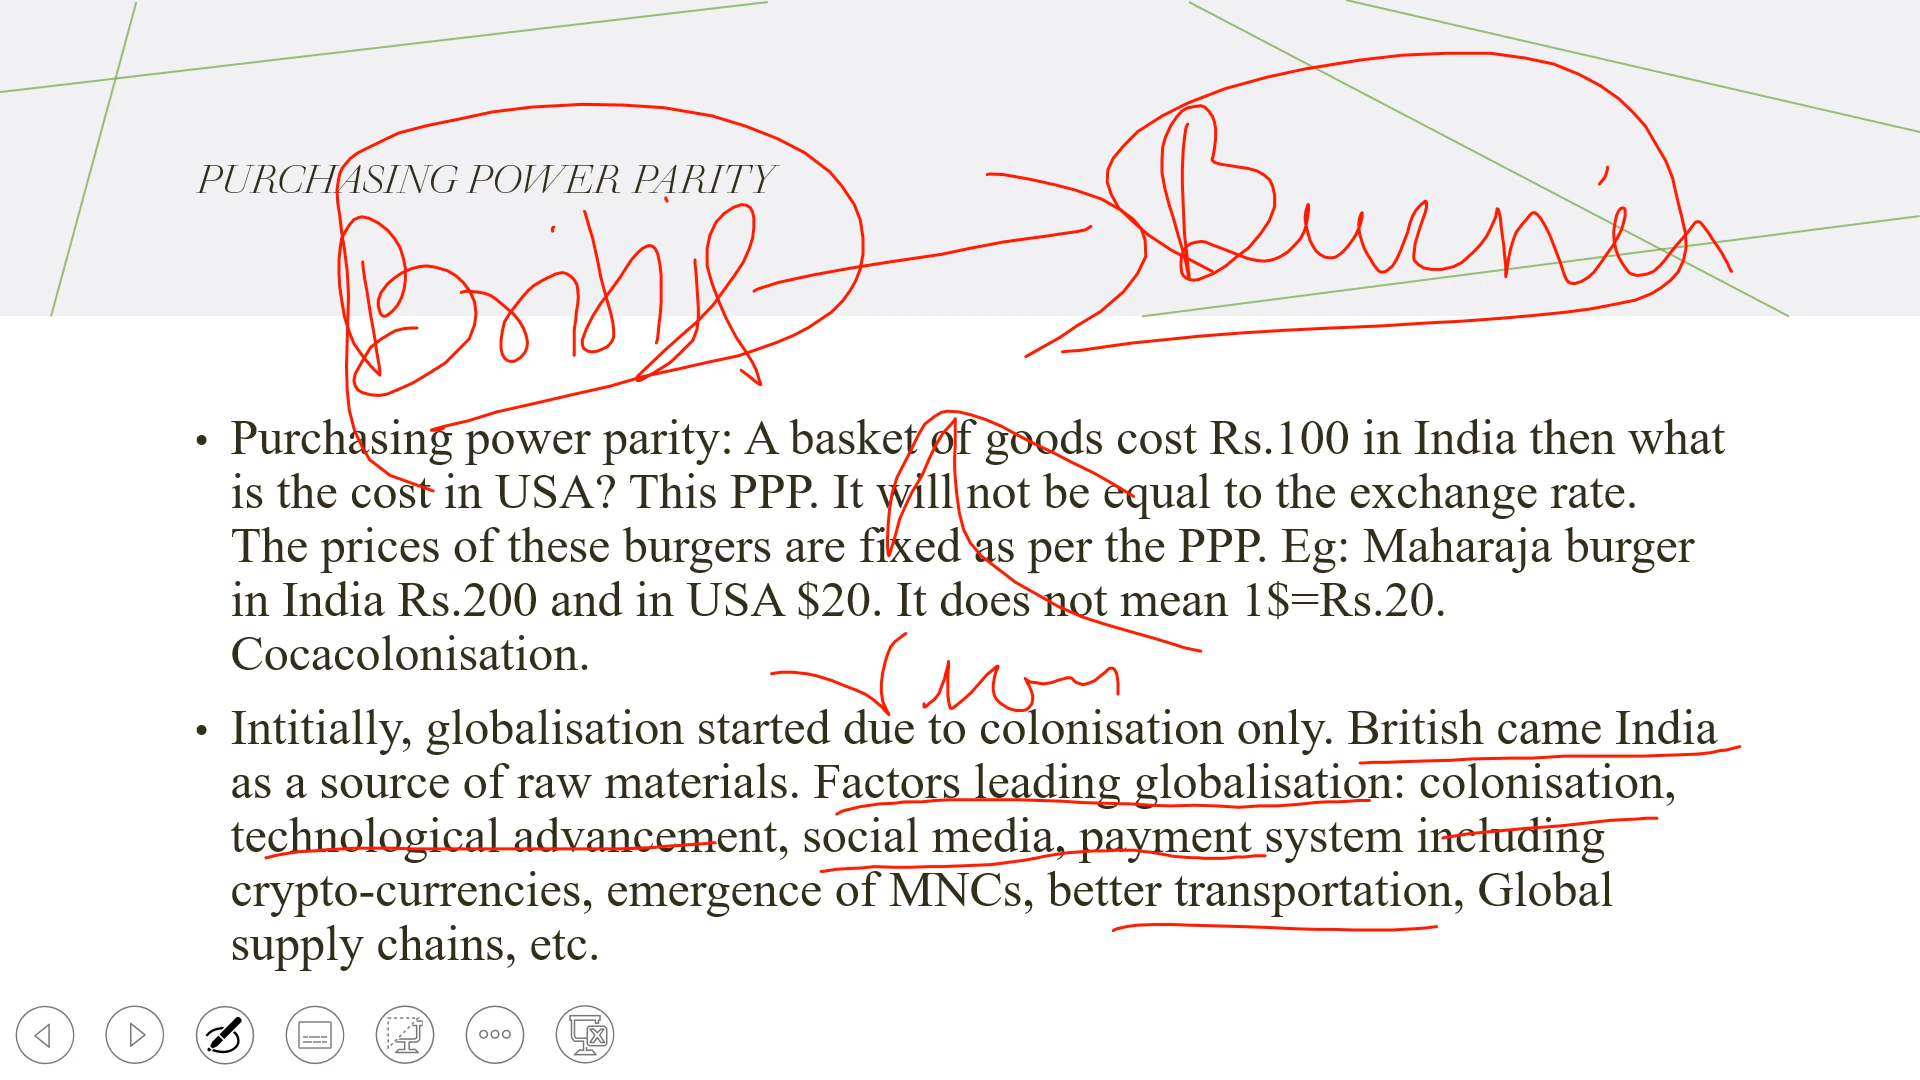 PURCHASING POWER PARITY
• Purchasing power parity: A basket of goods cost Rs.100 in India then what
is the cost in USA? This PPP. It will not be equal to the exchange rate.
The prices of these burgers are fixed as per the PPP. Eg: Maharaja burger
in India Rs.200 and in USA $20. It does not mean 1$=Rs.20.
Cocacolonisation.
• Intitially, globalisation started due to colonisation only. British came India
as a source of raw materials. Factors leading globalisation: colonisation,
technological advancement, social media, payment system including
crypto-currencies, emergence of MNCs, better transportation, Global
supply chains, etc.